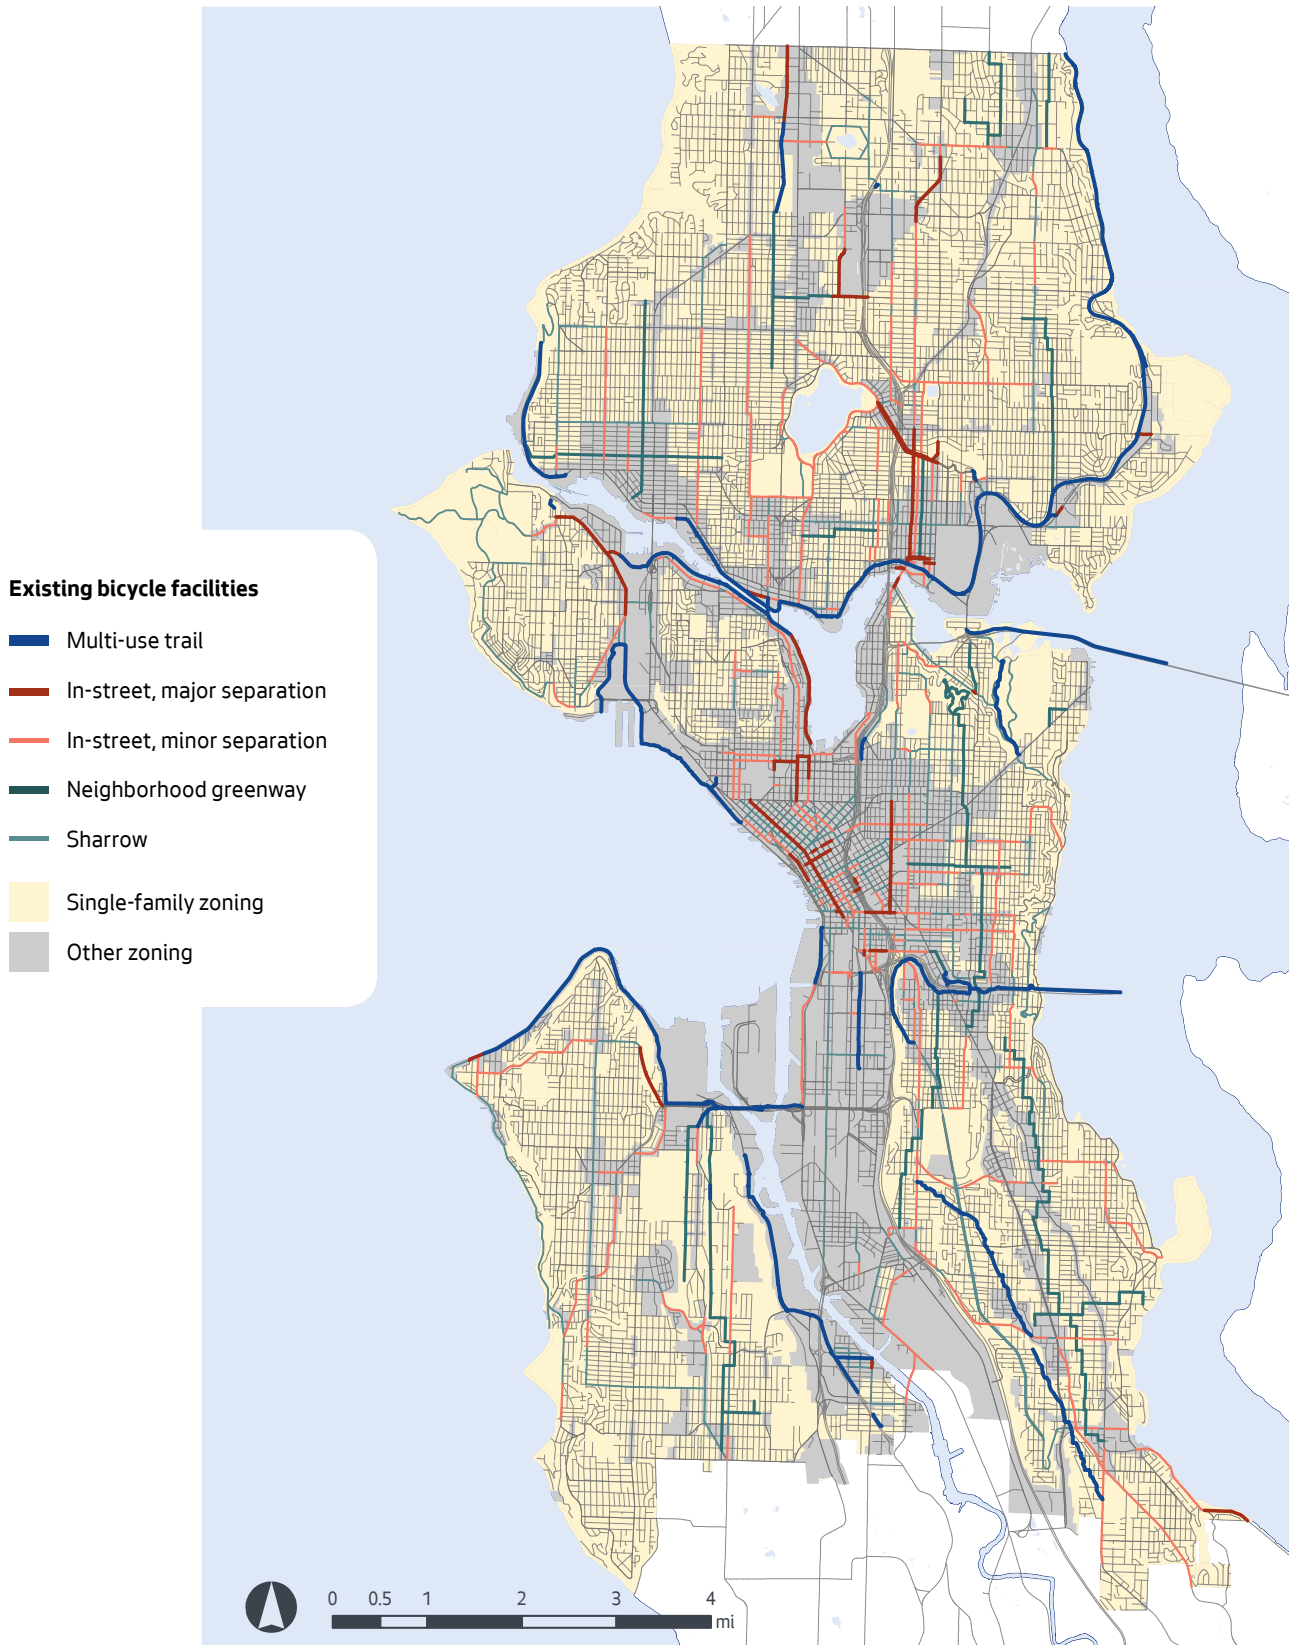 Existing bicycle facilities
Multi-use trail
In-street, major separation
In-street, minor separation
Neighborhood greenway
Sharrow
Single-family zoning
Other zoning
0 0.5 1 2 3 4
mi